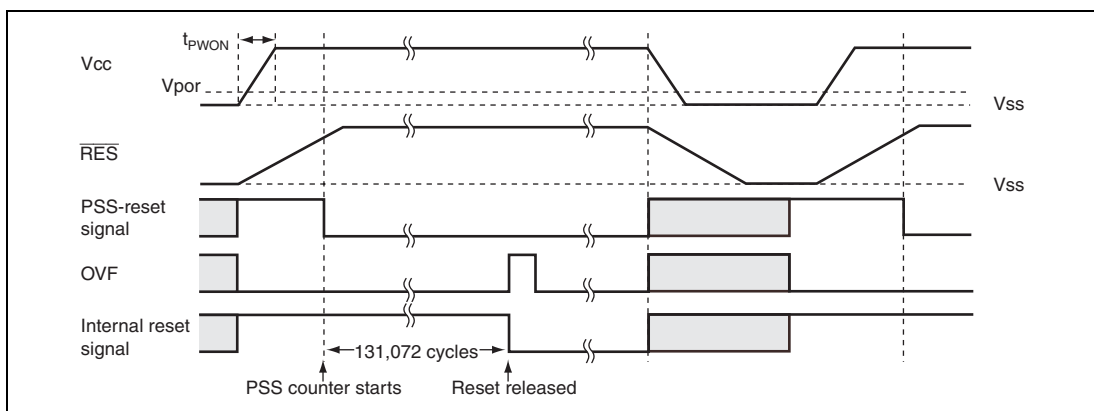 tPWON
Vcc
Vpor
Vss
RES
Vss
PSS-reset
signal
OVF
Internal reset
signal
131,072 cycles
PSS counter starts
Reset released